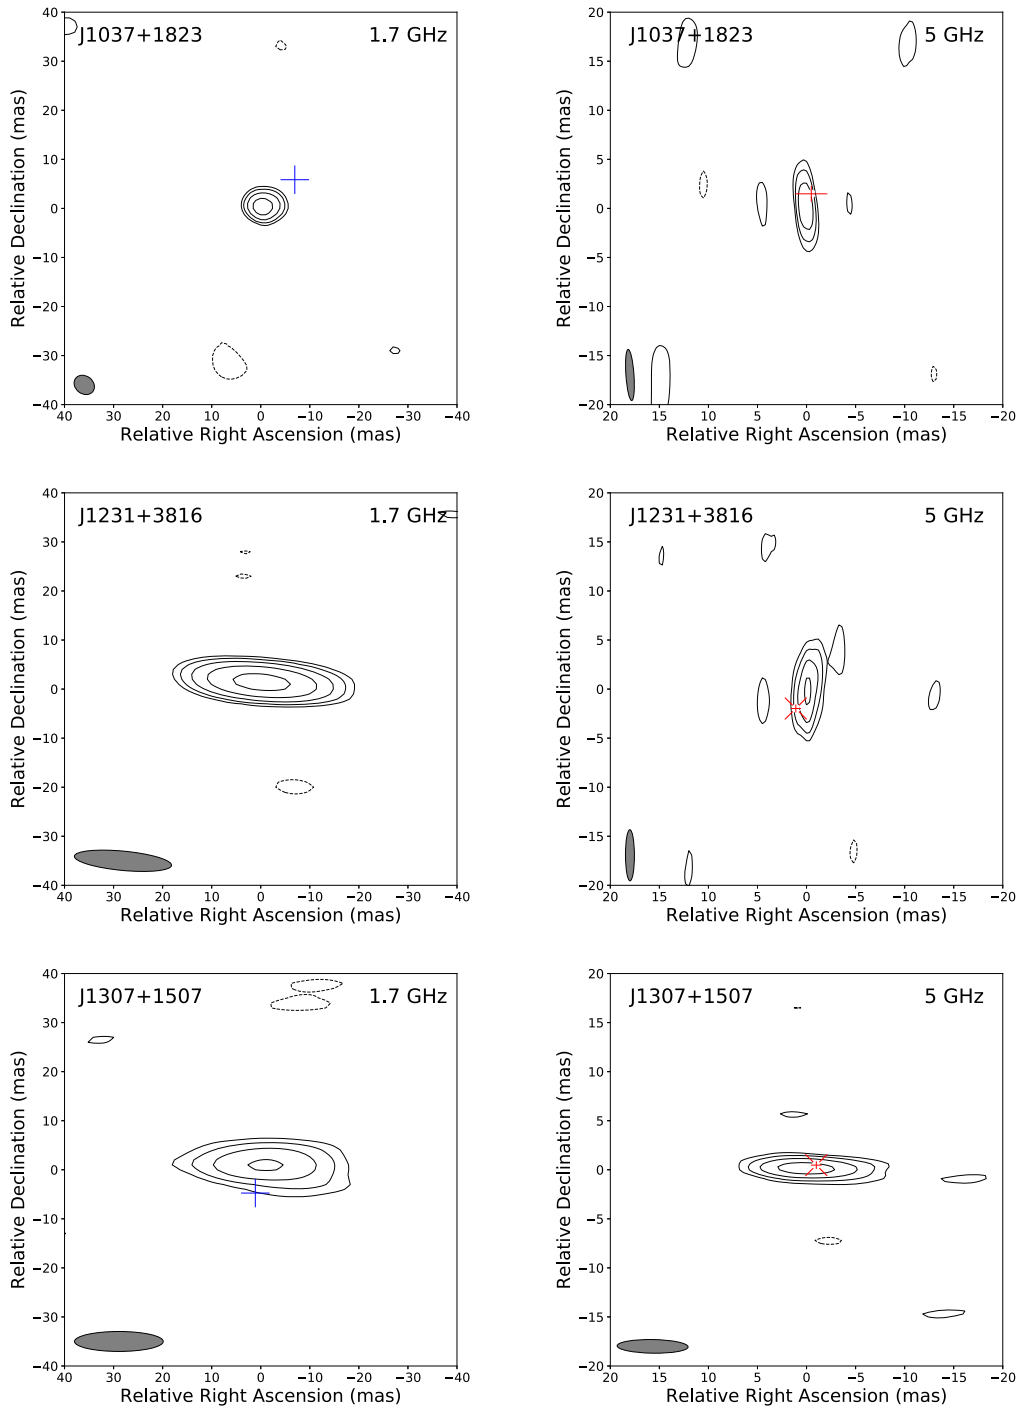 J1037+1823 1.7 GHz
40
30
20
10
0
−10
−20
−30
−40
Relative Declination (mas)
40 30 20 10 0 −10 −20 −30 −40
Relative Right Ascension (mas)
J1037+1823 5 GHz
20
15
10
5
0
−5
−10
−15
−20
Relative Declination (mas)
20 15 10 5 0 −5 −10 −15 −20
Relative Right Ascension (mas)
J1231+3816 1.7 GHz
40
30
20
10
0
−10
−20
−30
−40
Relative Declination (mas)
40 30 20 10 0 −10 −20 −30 −40
Relative Right Ascension (mas)
J1231+3816 5 GHz
20
15
10
5
0
−5
−10
−15
−20
Relative Declination (mas)
20 15 10 5 0 −5 −10 −15 −20
Relative Right Ascension (mas)
J1307+1507 1.7 GHz
40
30
20
10
0
−10
−20
−30
−40
Relative Declination (mas)
40 30 20 10 0 −10 −20 −30 −40
Relative Right Ascension (mas)
J1307+1507 5 GHz
20
15
10
5
0
−5
−10
−15
−20
Relative Declination (mas)
20 15 10 5 0 −5 −10 −15 −20
Relative Right Ascension (mas)